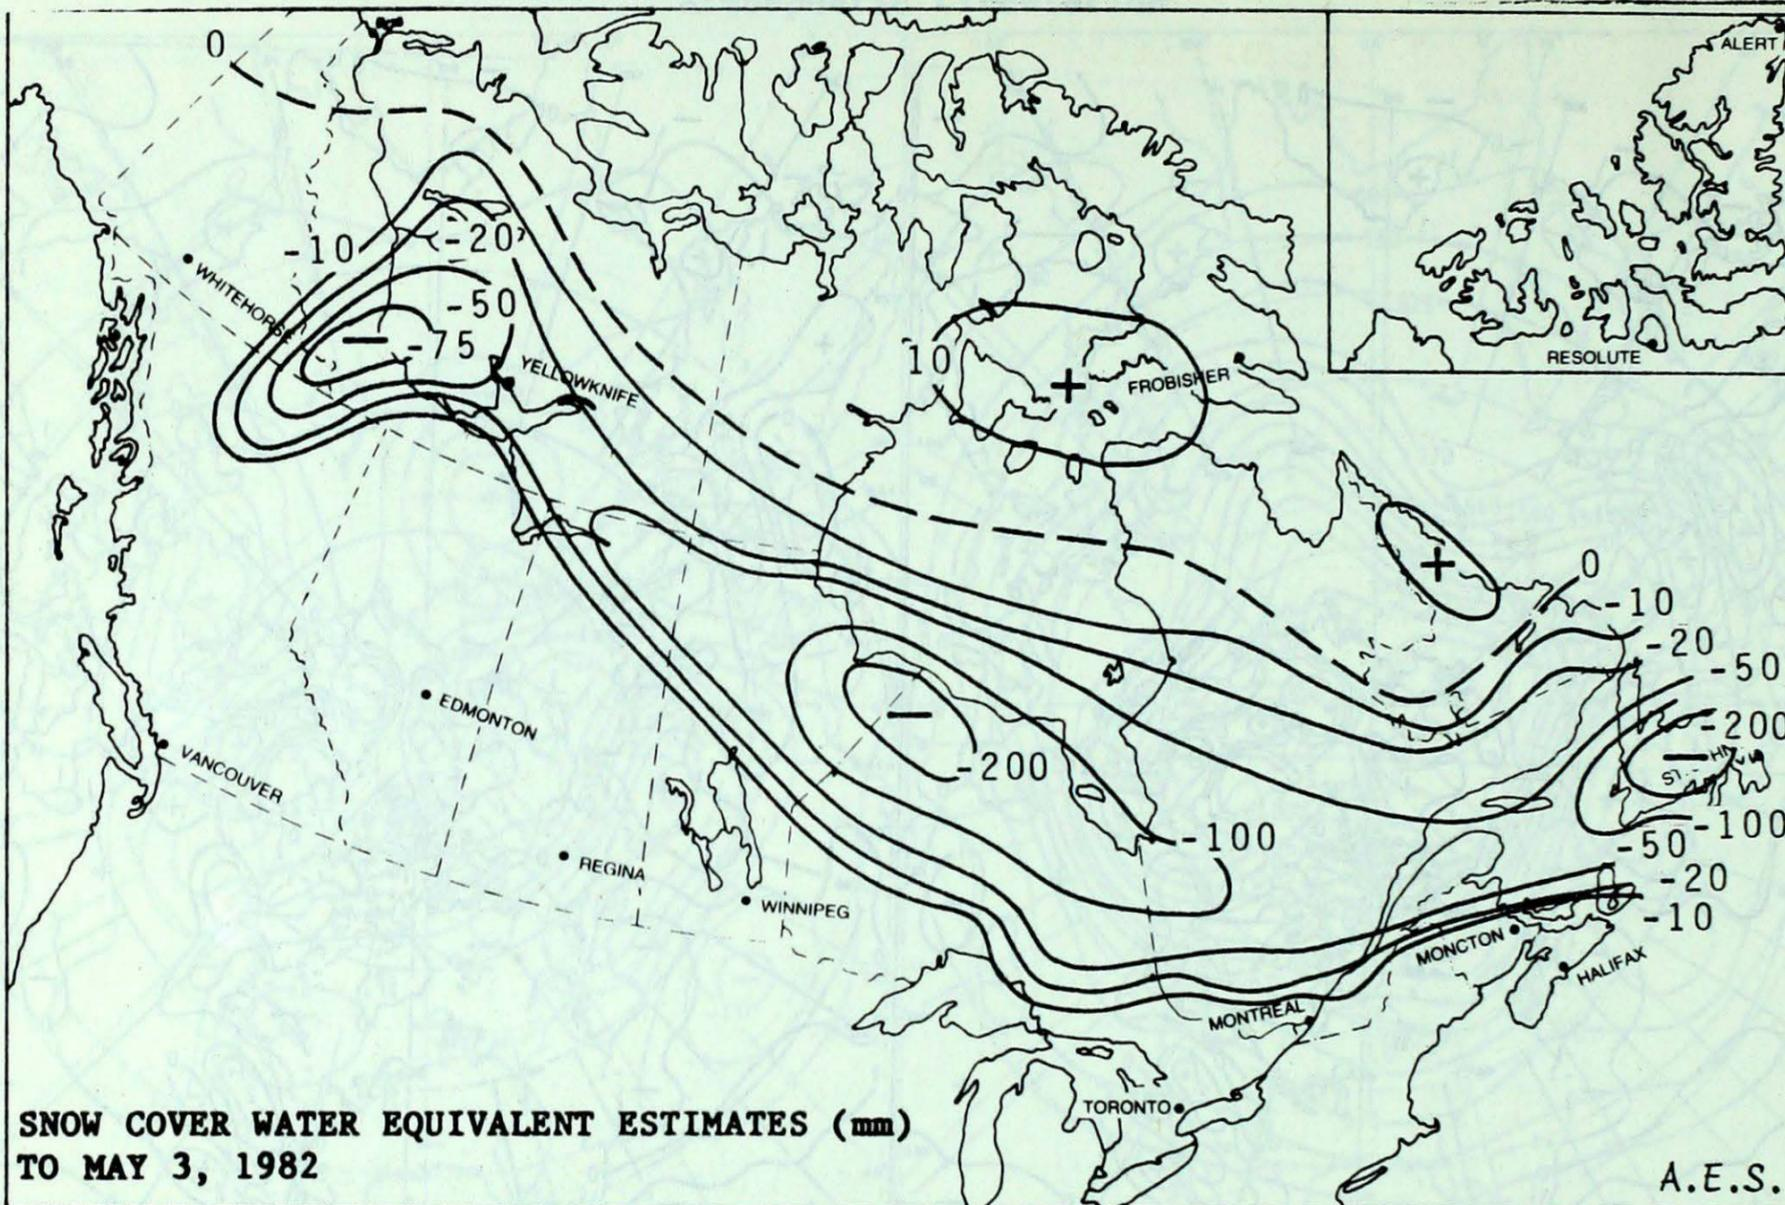 0
ALERT
-10
-20
WHITEHORSE
-50
-75
YELLOWKNIFE
10
FROBISHER
RESOLUTE
0
-10
-20
-50
-200
ST.
EDMONTON
VANCOUVER
-200
-100
-100
-50
-20
-10
REGINA
WINNIPEG
MONCTON
HALIFAX
MONTREAL
TORONTO
SNOW COVER WATER EQUIVALENT ESTIMATES (mm)
TO MAY 3, 1982
A.E.S.